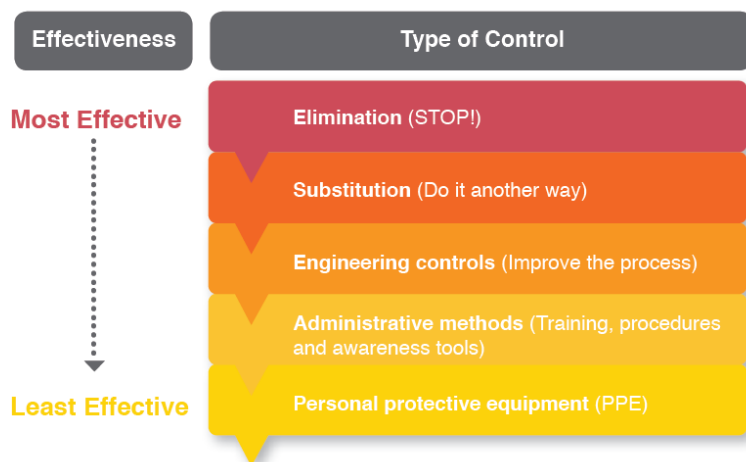 Effectiveness
Type of Control
Most Effective
Elimination (STOP!)
Substitution (Do it another way)
Engineering controls (Improve the process)
Administrative methods (Training, procedures
and awareness tools)
Least Effective
Personal protective equipment (PPE)